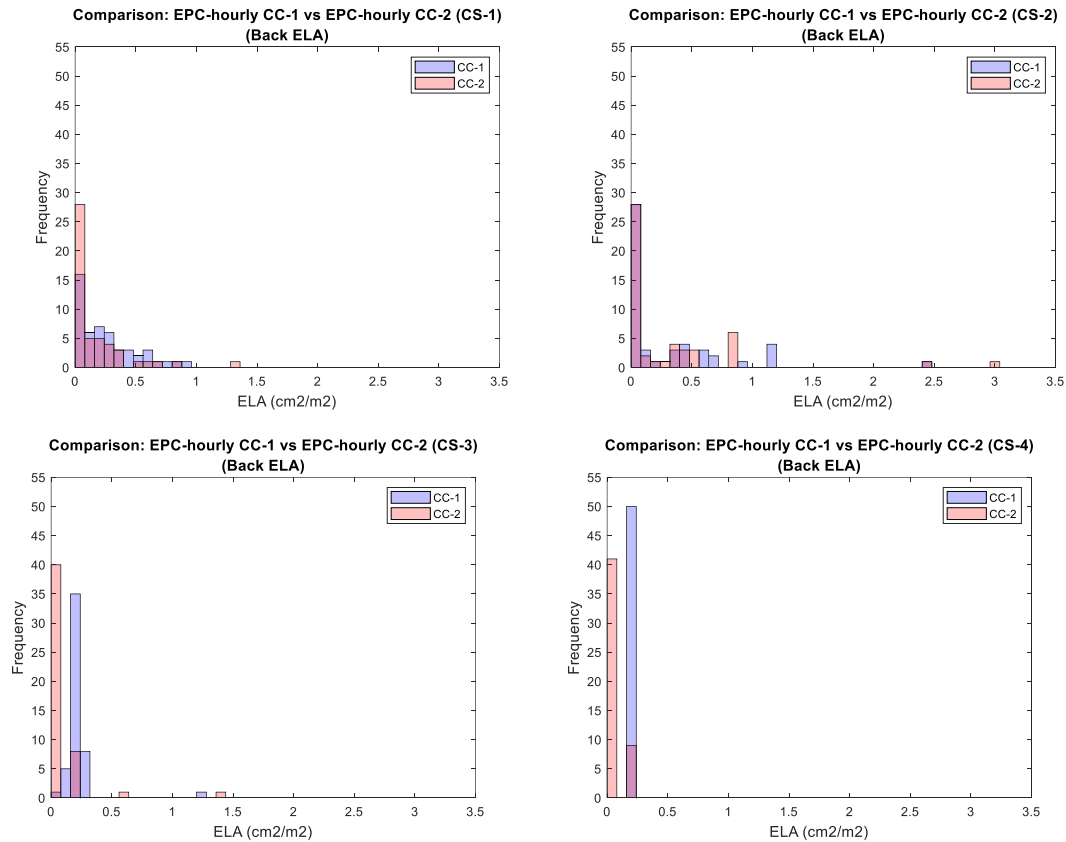 Comparison: EPC-hourly CC-1 vs EPC-hourly CC-2 (CS-1)
(Back ELA)
55
50
45
40
35
30
25
20
15
10
5
0
Frequency
CC-1
CC-2
0 0.5 1 1.5 2 2.5 3 3.5
ELA (cm2/m2)
Comparison: EPC-hourly CC-1 vs EPC-hourly CC-2 (CS-2)
(Back ELA)
55
50
45
40
35
30
25
20
15
10
5
0
Frequency
CC-1
CC-2
0 0.5 1 1.5 2 2.5 3 3.5
ELA (cm2/m2)
Comparison: EPC-hourly CC-1 vs EPC-hourly CC-2 (CS-3)
(Back ELA)
55
50
45
40
35
30
25
20
15
10
5
0
Frequency
CC-1
CC-2
0 0.5 1 1.5 2 2.5 3 3.5
ELA (cm2/m2)
Comparison: EPC-hourly CC-1 vs EPC-hourly CC-2 (CS-4)
(Back ELA)
55
50
45
40
35
30
25
20
15
10
5
0
Frequency
CC-1
CC-2
0 0.5 1 1.5 2 2.5 3 3.5
ELA (cm2/m2)